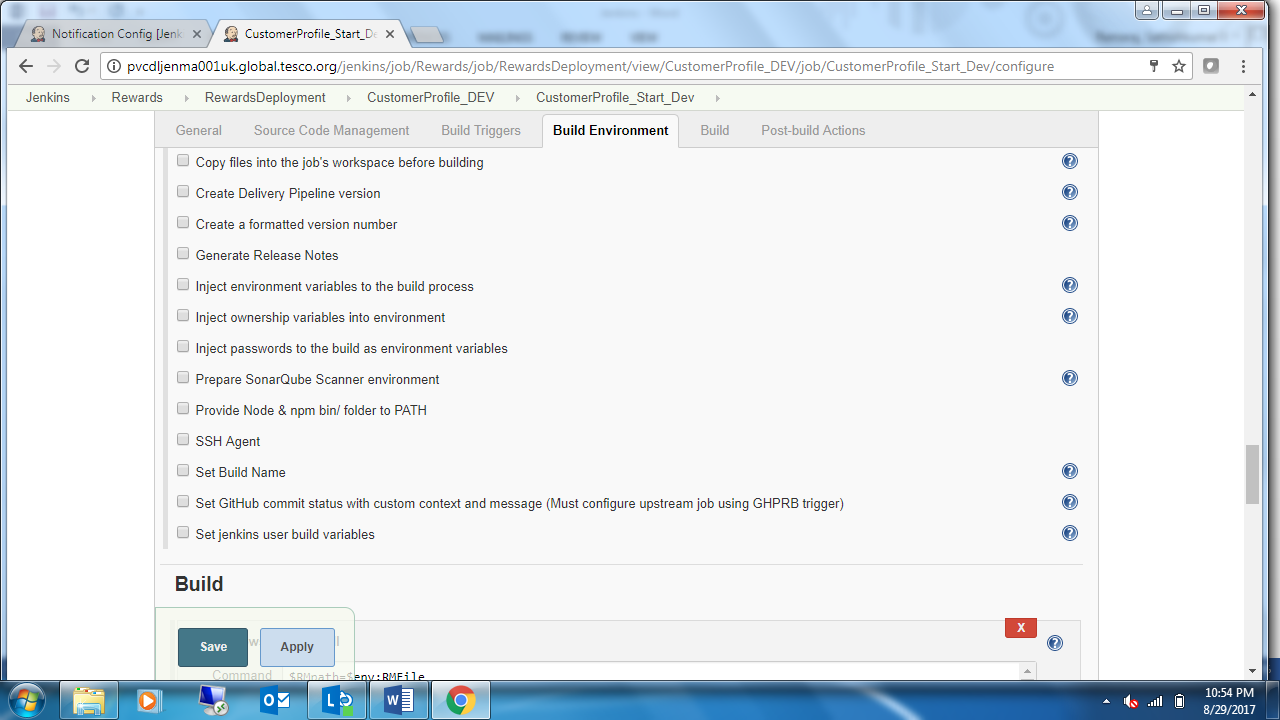 Notification Config [Jenk
CustomerProfile_Start_De
pvcdljenma001uk.global.tesco.org/jenkins/job/Rewards/job/RewardsDeployment/view/CustomerProfile_DEV/job/CustomerProfile_Start_Dev/configure
Jenkins Rewards RewardsDeployment CustomerProfile_DEV CustomerProfile_Start_Dev
General Source Code Management Build Triggers Build Environment Build Post-build Actions
Copy files into the job's workspace before building
Create Delivery Pipeline version
Create a formatted version number
Generate Release Notes
Inject environment variables to the build process
Inject ownership variables into environment
Inject passwords to the build as environment variables
Prepare SonarQube Scanner environment
Provide Node & npm bin/ folder to PATH
SSH Agent
Set Build Name
Set GitHub commit status with custom context and message (Must configure upstream job using GHPRB trigger)
Set jenkins user build variables
Build
X
Save Apply
Command $RMpath=$env:RMFile
10:54 PM
8/29/2017